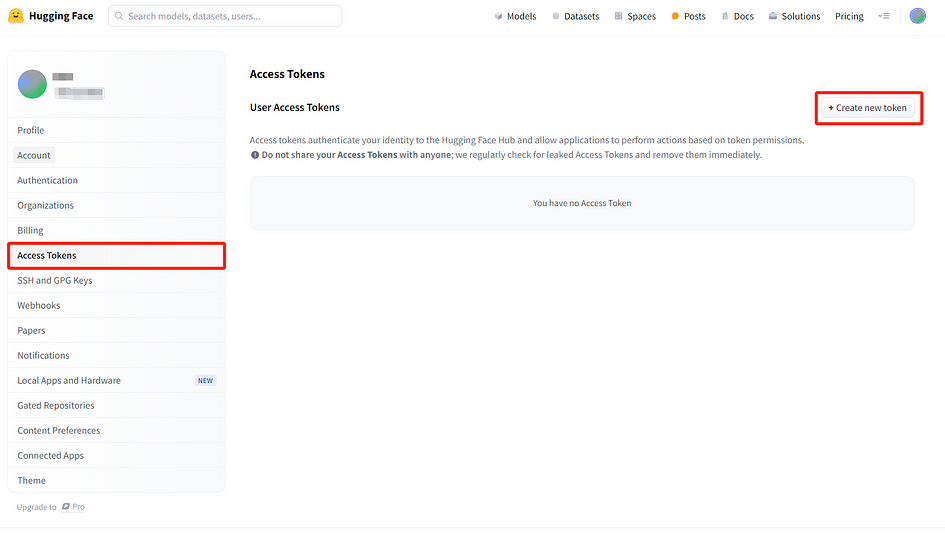 Hugging Face
Search models, datasets, users...
Models
Datasets
Spaces
Posts
Docs
Solutions
Pricing
Profile
Account
Authentication
Organizations
Billing
Access Tokens
SSH and GPG Keys
Webhooks
Papers
Notifications
Local Apps and Hardware NEW
Gated Repositories
Content Preferences
Connected Apps
Theme
Upgrade to Pro
Access Tokens
User Access Tokens
+ Create new token
Access tokens authenticate your identity to the Hugging Face Hub and allow applications to perform actions based on token permissions.
Do not share your Access Tokens with anyone; we regularly check for leaked Access Tokens and remove them immediately.
You have no Access Token